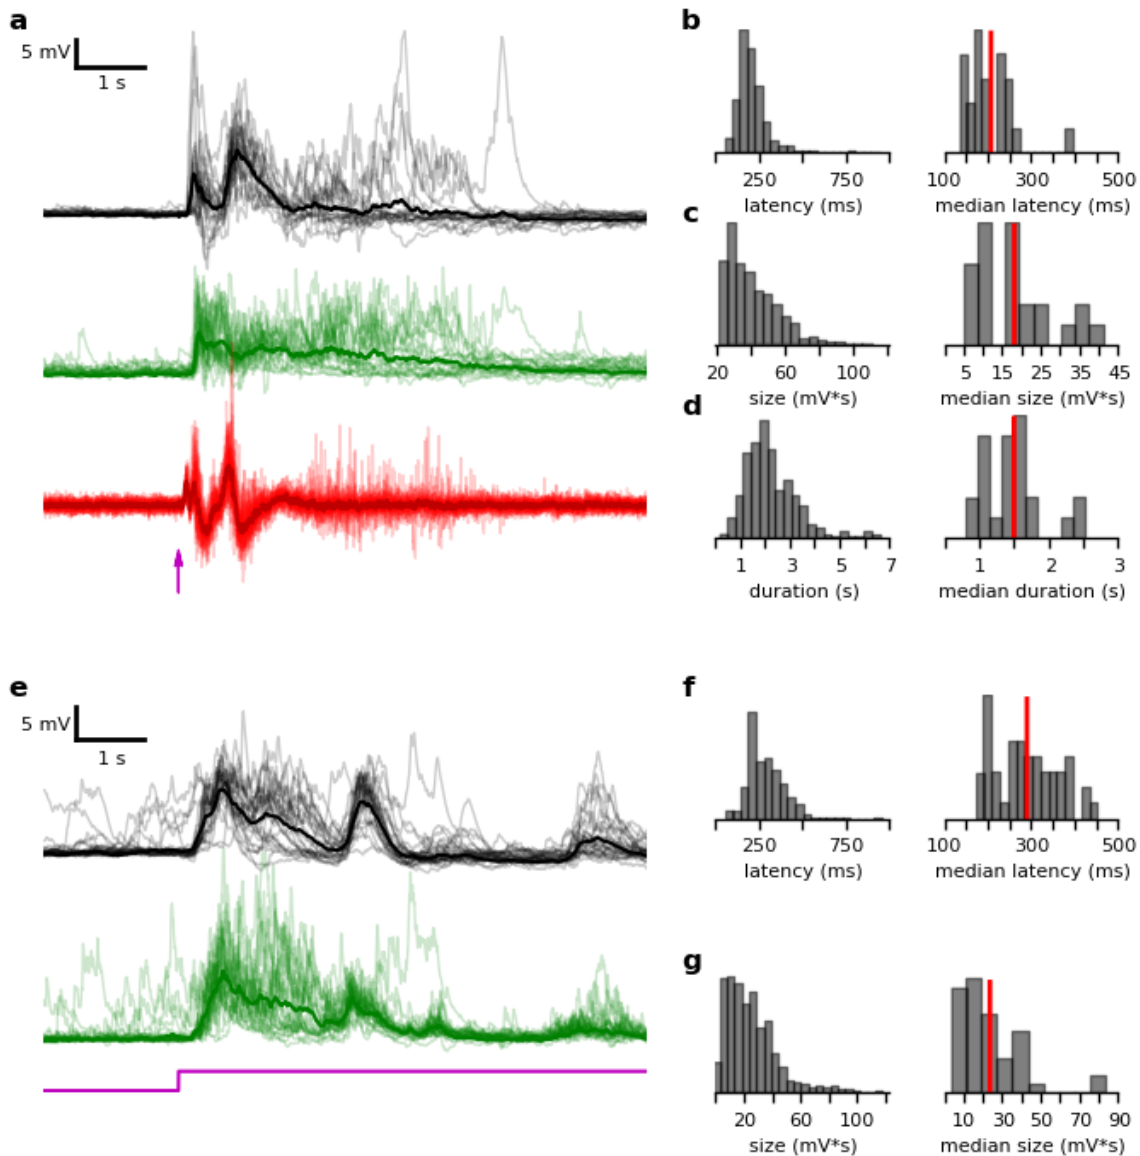 a
5 mV
1 s
b
250 750
latency (ms)
100 300 500
median latency (ms)
c
20 60 100
size (mV*s)
5 15 25 35 45
median size (mV*s)
d
1 3 5 7
duration (s)
1 2 3
median duration (s)
e
5 mV
1 s
f
250 750
latency (ms)
100 300 500
median latency (ms)
g
20 60 100
size (mV*s)
10 30 50 70 90
median size (mV*s)